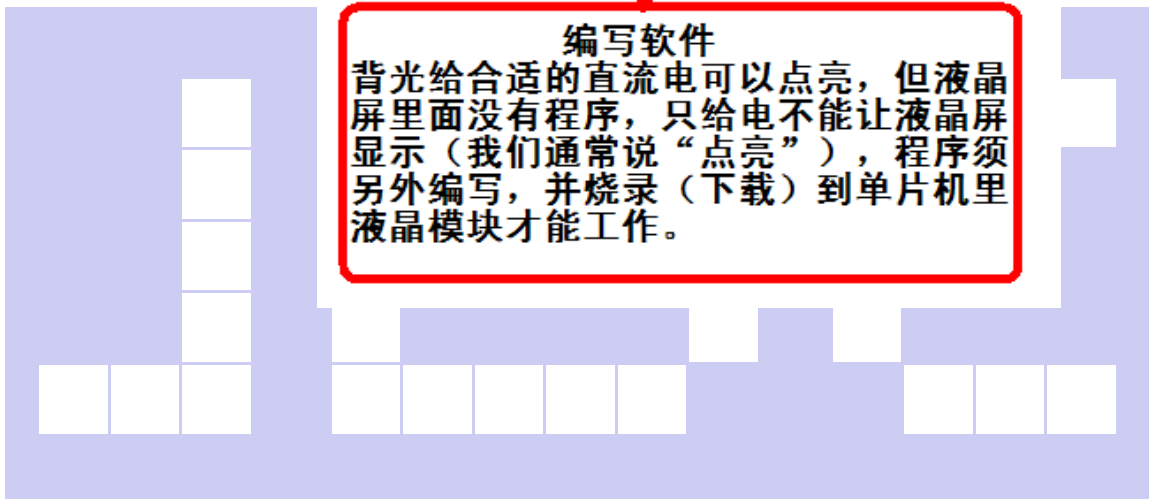 编写软件
背光给合适的直流电可以点亮，但液晶
屏里面没有程序，只给电不能让液晶屏
显示（我们通常说“点亮”），程序须
另外编写，并烧录（下载）到单片机里
液晶模块才能工作。